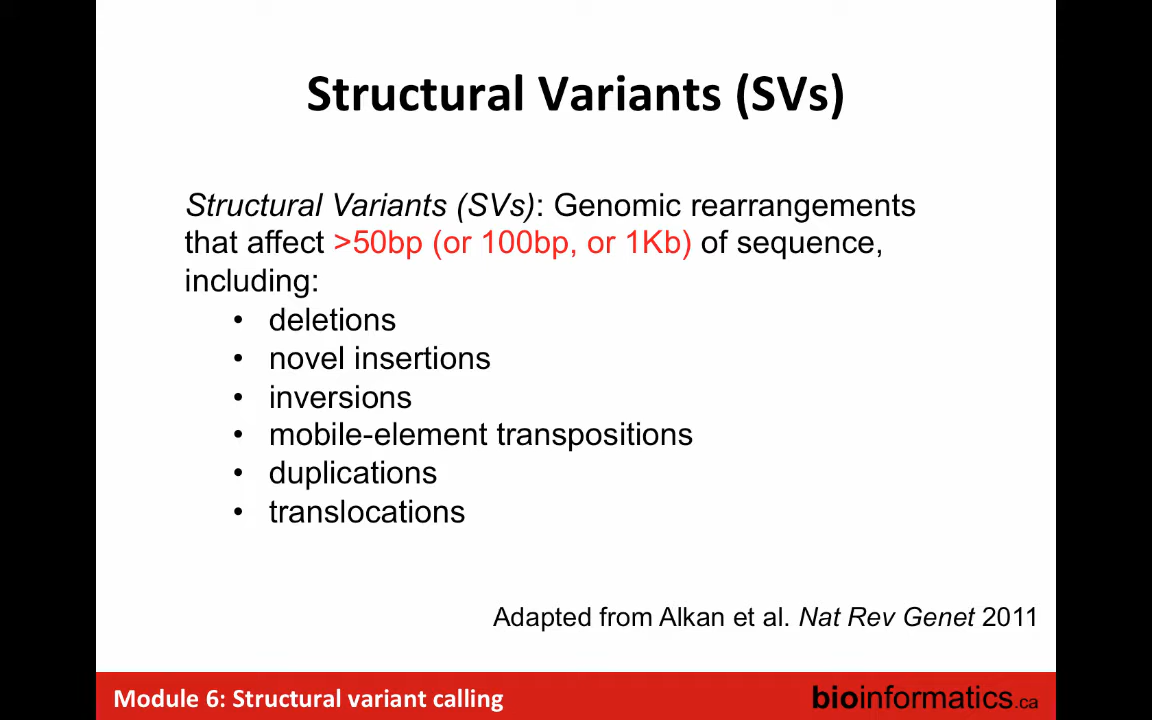 Structural Variants (SVs)
Structural Variants (SVs): Genomic rearrangements
that affect >50bp (or 100bp, or 1Kb) of sequence,
including:
• deletions
• novel insertions
• inversions
• mobile-element transpositions
• duplications
• translocations
Adapted from Alkan et al. Nat Rev Genet 2011
Module 6: Structural variant calling
bioinformatics.ca